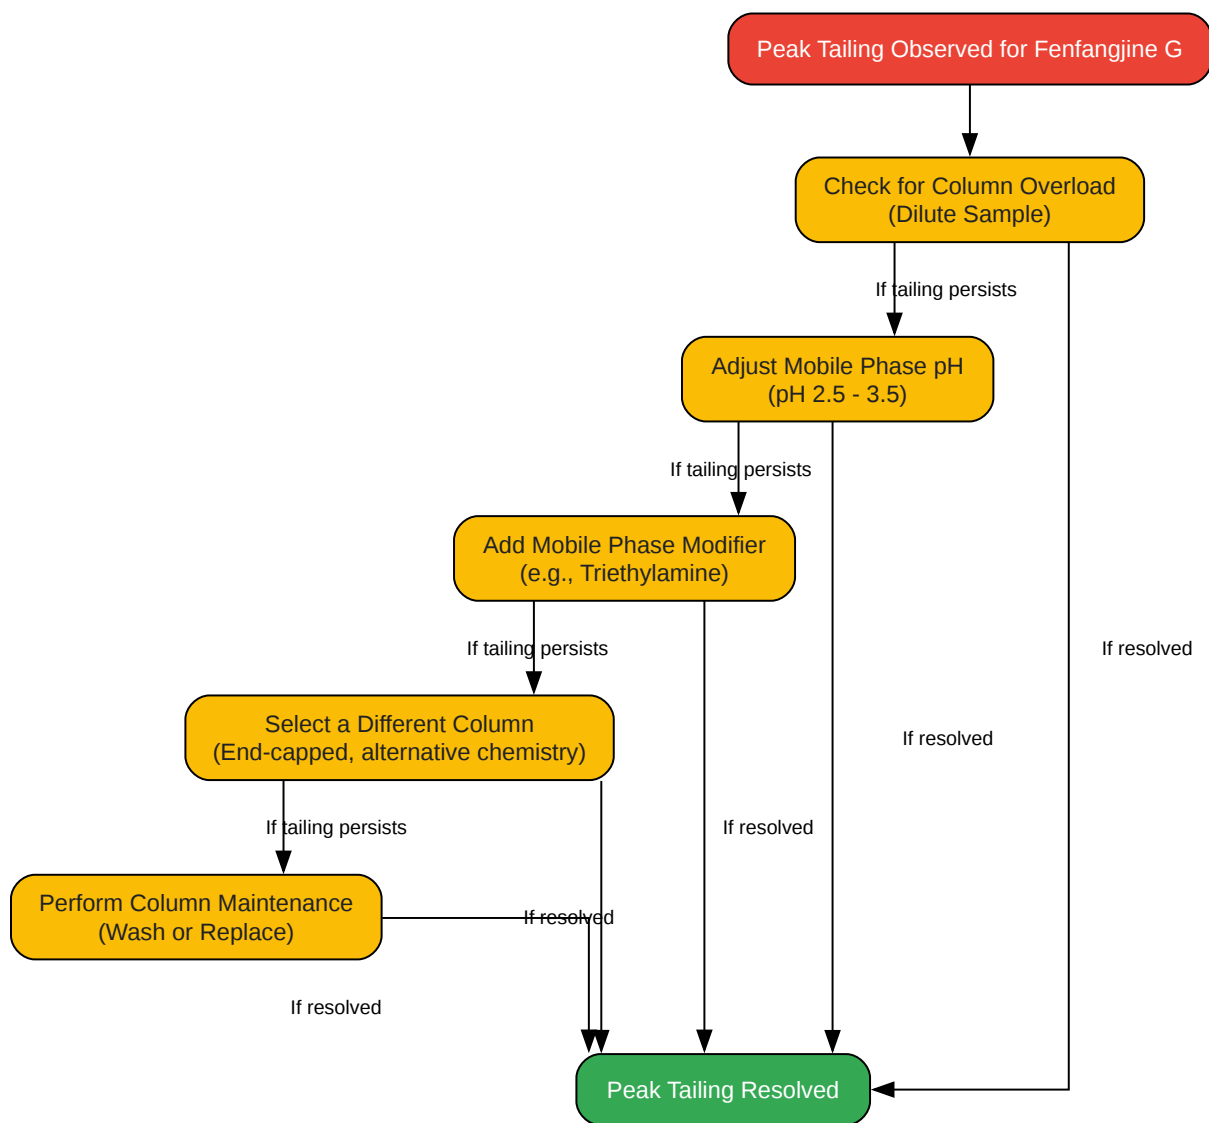 Peak Tailing Observed for Fenfangjine G
Check for Column Overload
(Dilute Sample)
If tailing persists
Adjust Mobile Phase pH
(pH 2.5 - 3.5)
If tailing persists
Add Mobile Phase Modifier
(e.g., Triethylamine)
If tailing persists
If resolved
Select a Different Column
(End-capped, alternative chemistry)
If resolved
If tailing persists
If resolved
Perform Column Maintenance
(Wash or Replace)
If resolved
If resolved
Peak Tailing Resolved